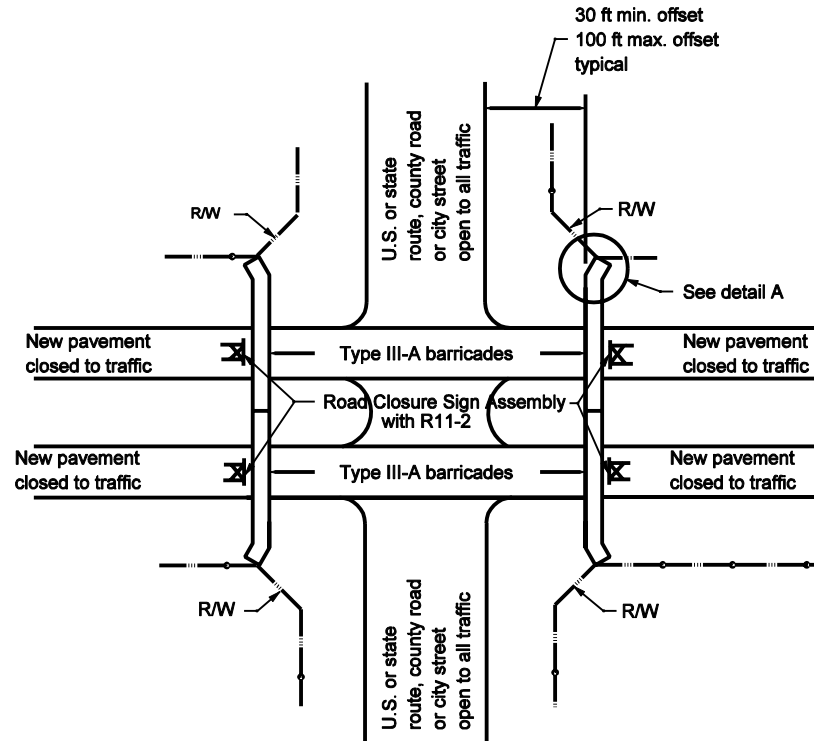 30 ft min. offset
100 ft max. offset
typical
U.S. or state
route, county road
or city street
open to all traffic
R/W
R/W
See detail A
New pavement
closed to traffic
Type III-A barricades
New pavement
closed to traffic
Road Closure Sign Assembly
with R11-2
New pavement
closed to traffic
Type III-A barricades
New pavement
closed to traffic
R/W
R/W
U.S. or state
route, county road
or city street
open to all traffic